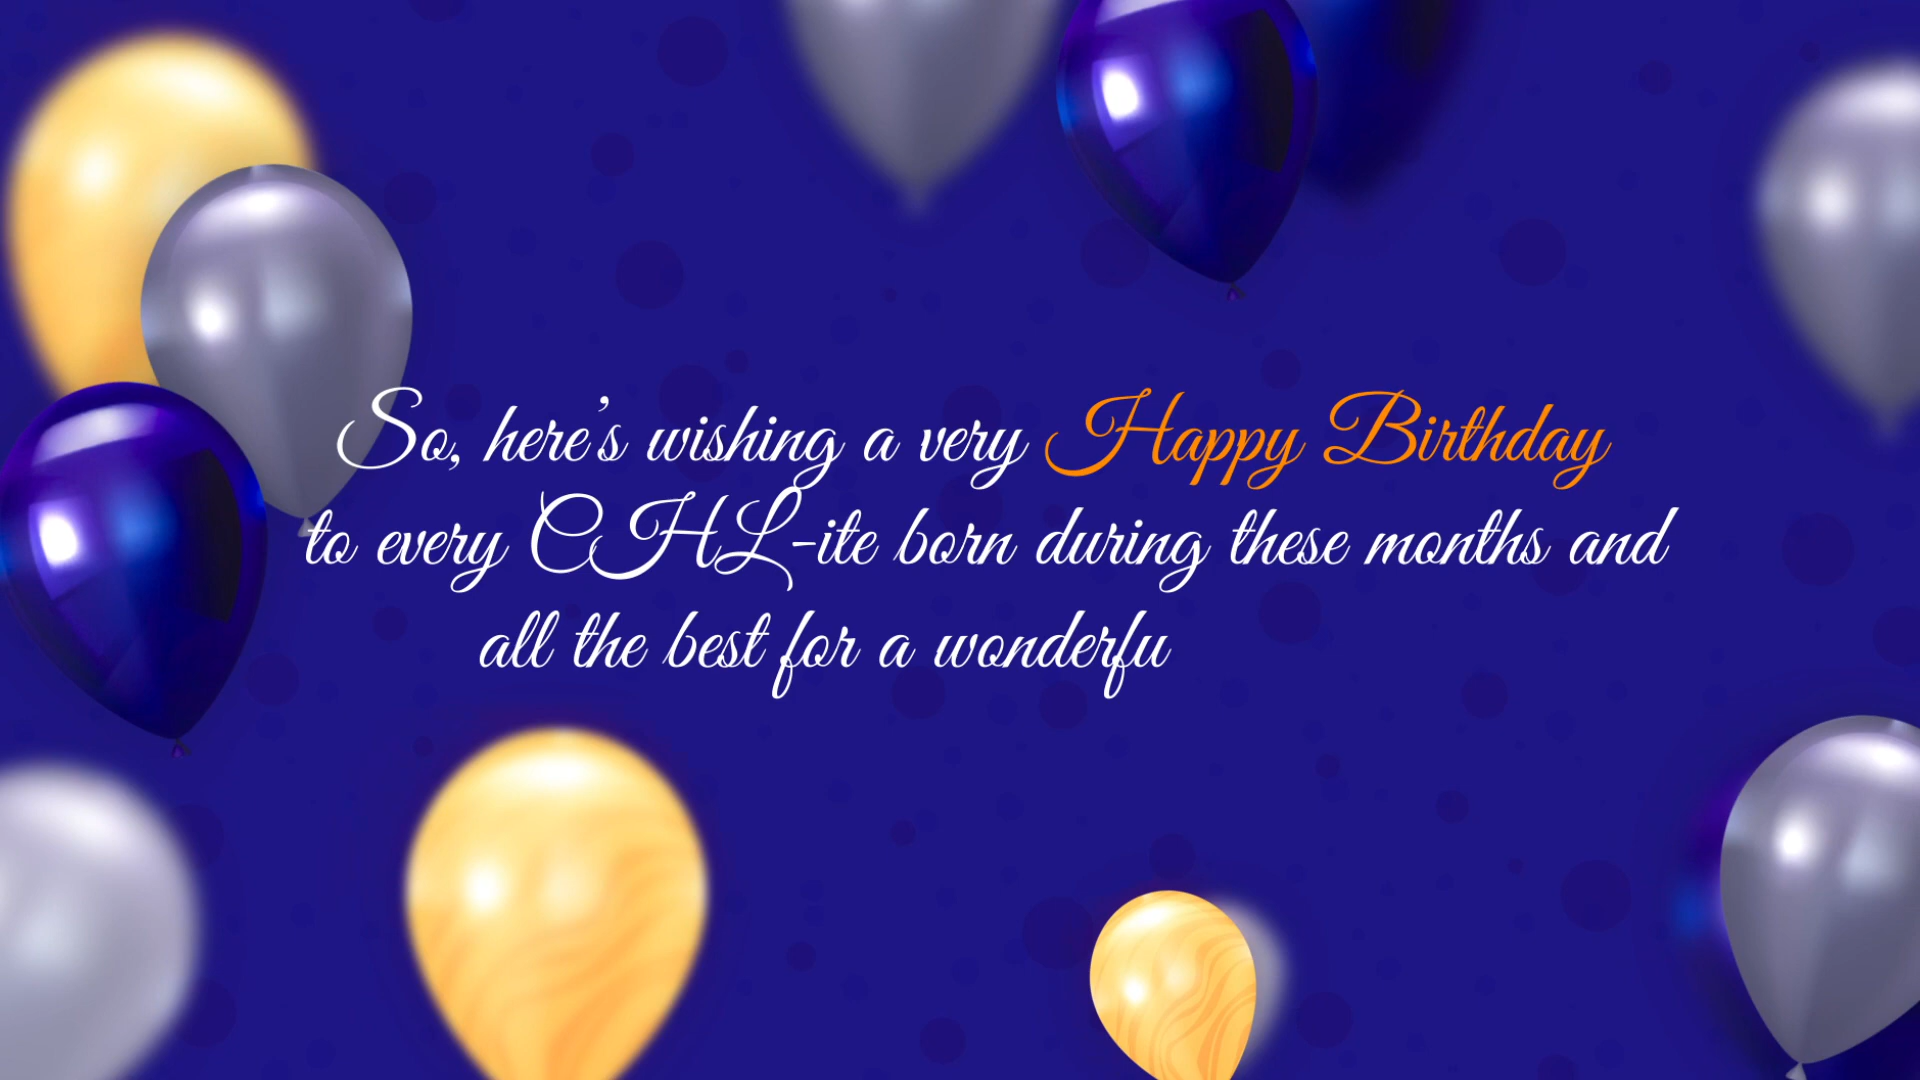 So, here's wishing a very Happy Birthday
to every CHL-ite born during these months and
all the best for a wonderfu